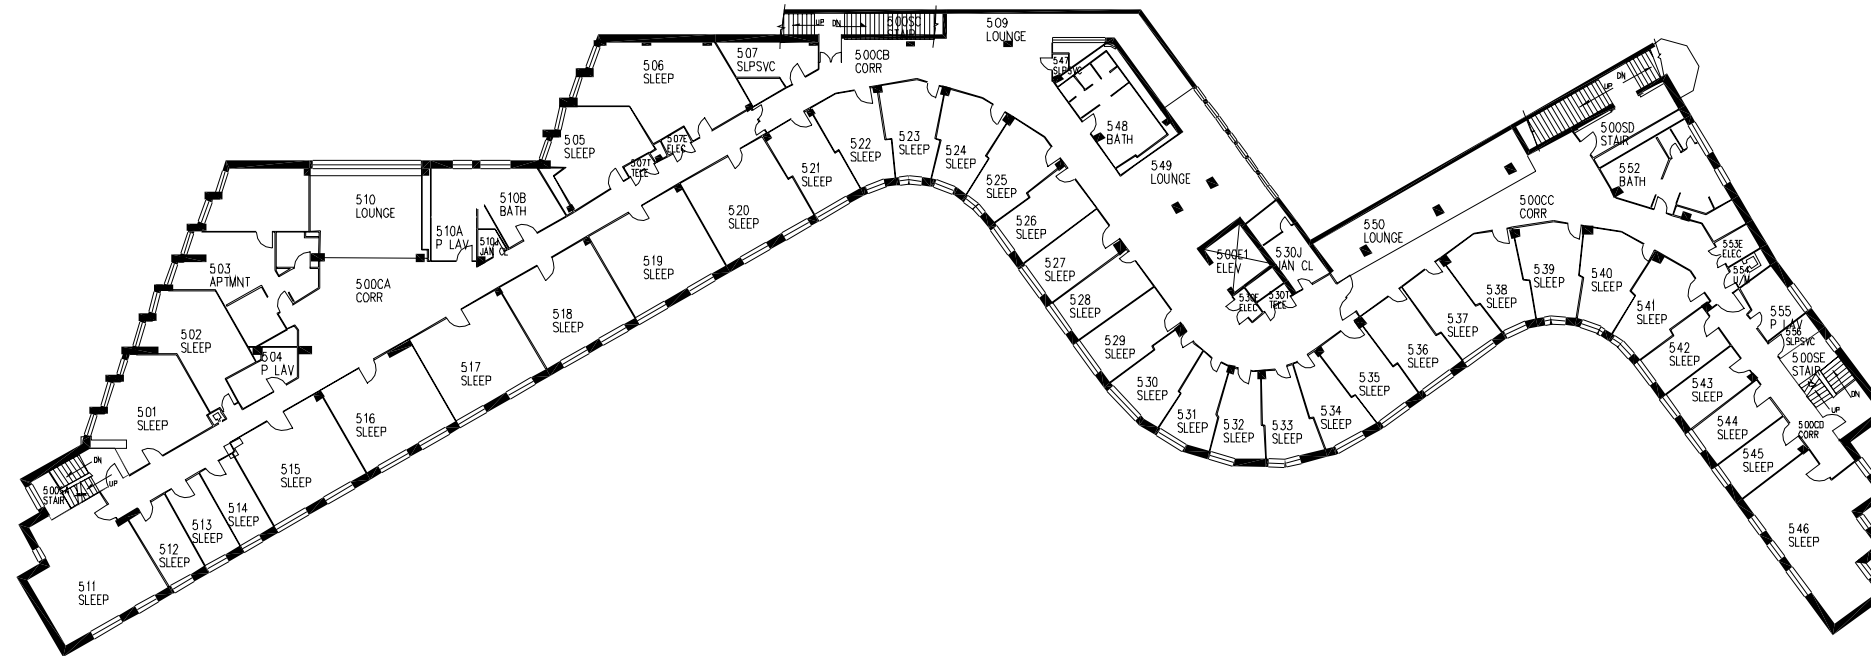 UP
DN
500SC
STAIR
509
LOUNGE
507
SLPSVC
500CB
CORR
506
SLEEP
547
SLPSVC
505
SLEEP
507E
ELEC
507T
TELE
522
SLEEP
523
SLEEP
524
SLEEP
521
SLEEP
525
SLEEP
548
BATH
549
LOUNGE
DN
UP
500SD
STAIR
552
BATH
510
LOUNGE
510A
P LAV
510B
BATH
510J
JAN CL
520
SLEEP
526
SLEEP
500CC
CORR
550
LOUNGE
503
APTMNT
500CA
CORR
519
SLEEP
527
SLEEP
500E1
ELEV
530J
JAN CL
530E
ELEC
530T
TELE
539
SLEEP
540
SLEEP
538
SLEEP
541
SLEEP
553E
ELEC
554
U/V
555
P LAV
556
SLPSVC
518
SLEEP
528
SLEEP
537
SLEEP
502
SLEEP
504
P LAV
517
SLEEP
529
SLEEP
536
SLEEP
542
SLEEP
500SE
STAIR
DN
UP
501
SLEEP
516
SLEEP
530
SLEEP
535
SLEEP
543
SLEEP
531
SLEEP
532
SLEEP
533
SLEEP
534
SLEEP
544
SLEEP
500CD
CORR
545
SLEEP
DN
UP
500SA
STAIR
515
SLEEP
514
SLEEP
513
SLEEP
512
SLEEP
546
SLEEP
511
SLEEP